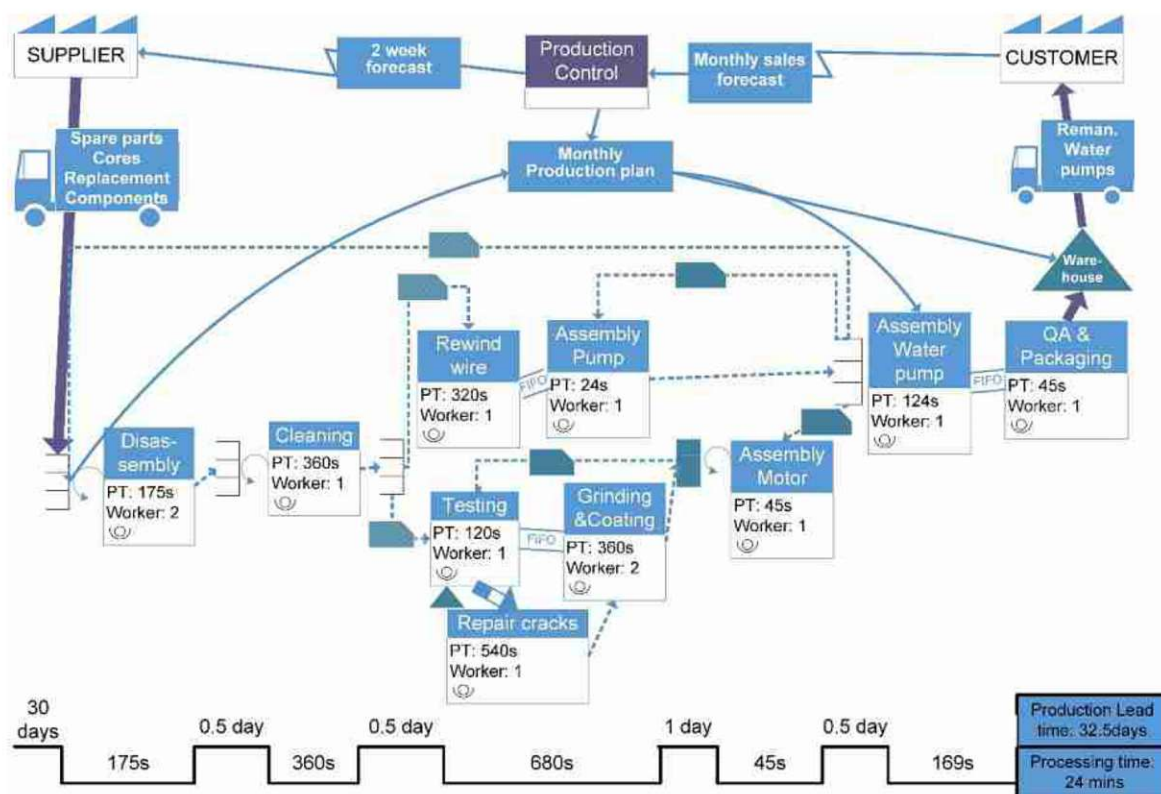 SUPPLIER
2 week
forecast
Production
Control
Monthly sales
forecast
CUSTOMER
Spare parts
Cores
Replacement
Components
Monthly
Production plan
Reman.
Water
pumps
Ware-
house
Rewind
wire
PT: 320s
Worker: 1
FIFO
Assembly
Pump
PT: 24s
Worker: 1
Assembly
Water
pump
PT: 124s
Worker: 1
FIFO
QA &
Packaging
PT: 45s
Worker: 1
Disas-
sembly
PT: 175s
Worker: 2
Cleaning
PT: 360s
Worker: 1
Testing
PT: 120s
Worker: 1
FIFO
Grinding
&Coating
PT: 360s
Worker: 2
Assembly
Motor
PT: 45s
Worker: 1
Repair cracks
PT: 540s
Worker: 1
30
days
175s
0.5 day
360s
0.5 day
680s
1 day
45s
0.5 day
169s
Production Lead
time: 32.5days
Processing time:
24 mins